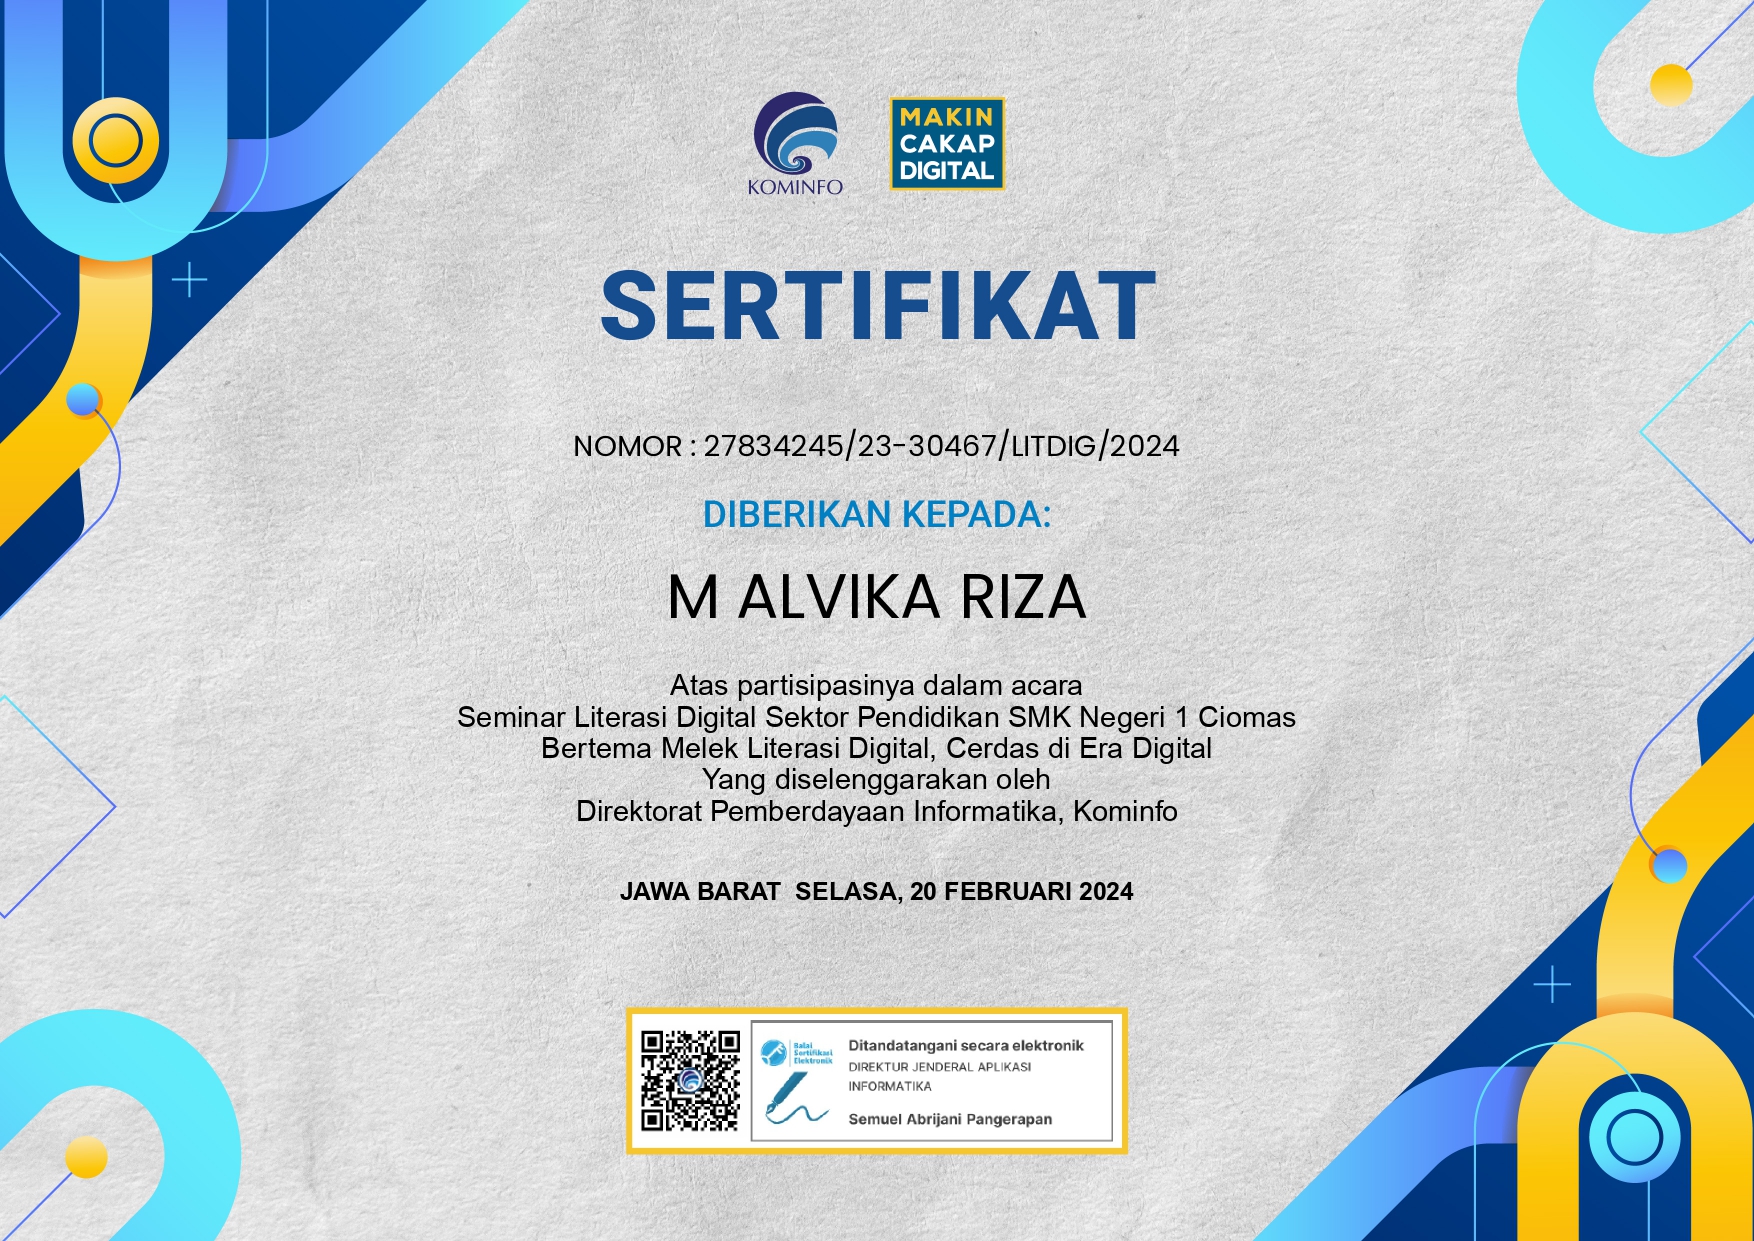 KOMINFO
MAKIN
CAKAP
DIGITAL
SERTIFIKAT
NOMOR : 27834245/23-30467/LITDIG/2024
DIBERIKAN KEPADA:
M ALVIKA RIZA
Atas partisipasinya dalam acara
Seminar Literasi Digital Sektor Pendidikan SMK Negeri 1 Ciomas
Bertema Melek Literasi Digital, Cerdas di Era Digital
Yang diselenggarakan oleh
Direktorat Pemberdayaan Informatika, Kominfo
JAWA BARAT  SELASA, 20 FEBRUARI 2024
Balai
Sertifikasi
Elektronik
Ditandatangani secara elektronik
DIREKTUR JENDERAL APLIKASI
INFORMATIKA
Semuel Abrijani Pangerapan